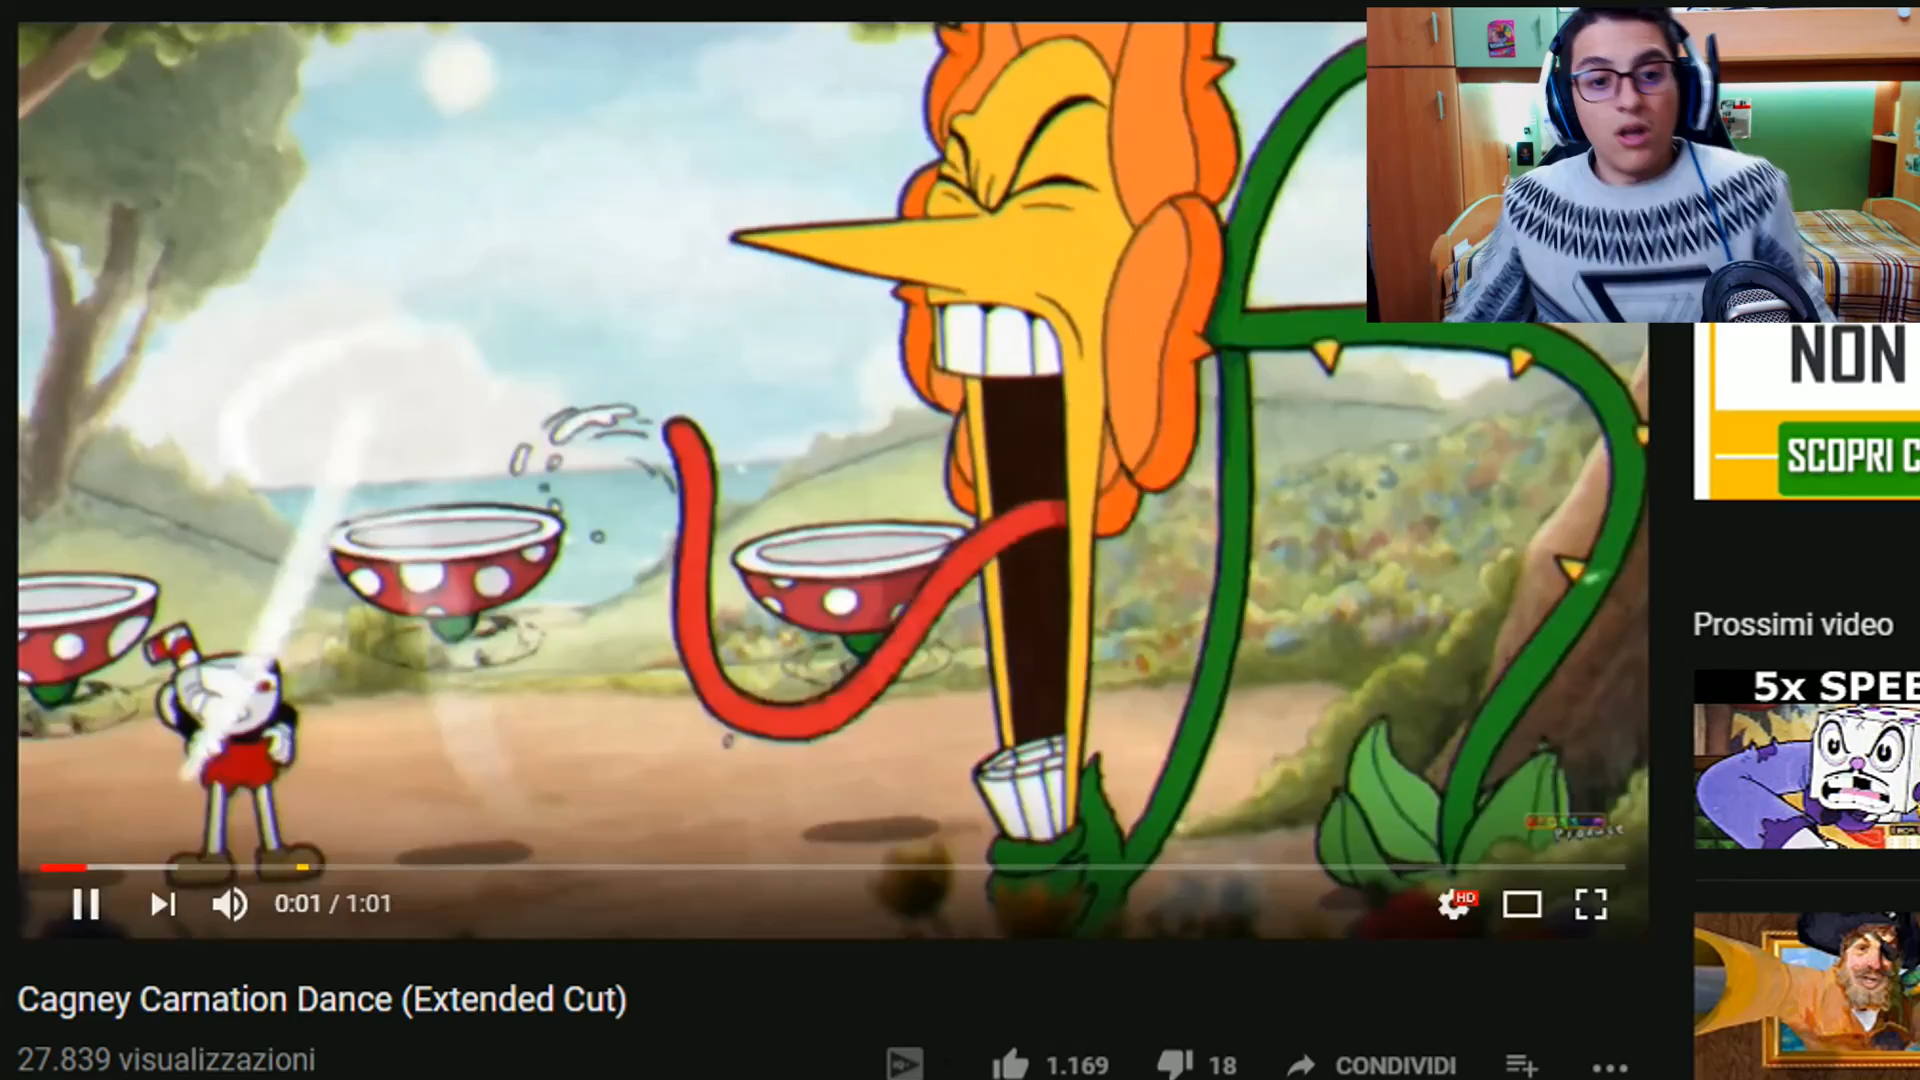 NON
SCOPRI C
Prossimi video
5x SPEE
0:01 / 1:01
HD
Cagney Carnation Dance (Extended Cut)
27.839 visualizzazioni
1.169
18
CONDIVIDI